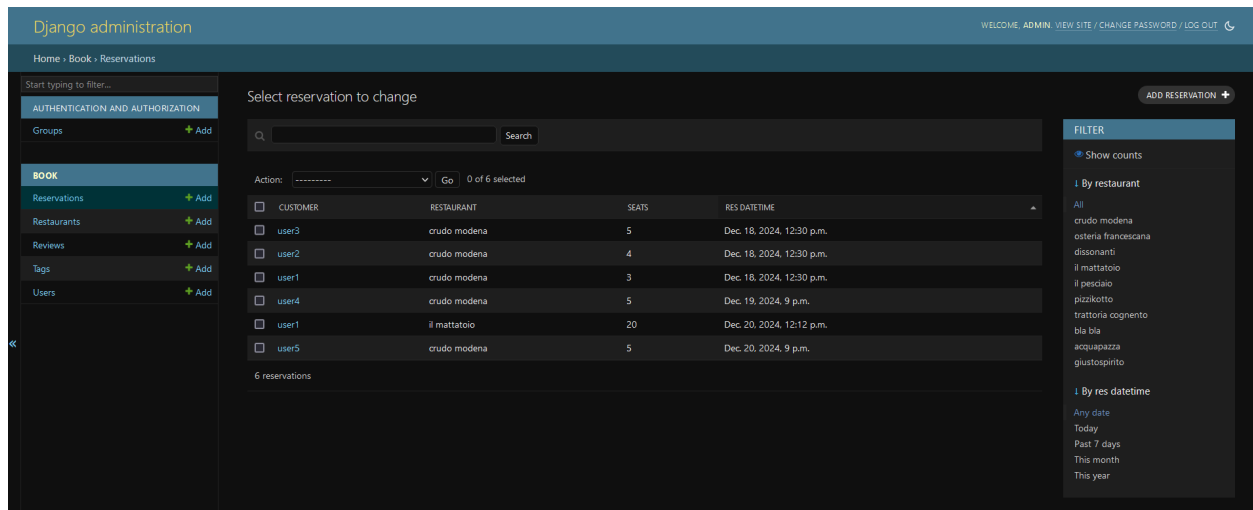 Django administration
WELCOME, ADMIN. VIEW SITE / CHANGE PASSWORD / LOG OUT
Home › Book › Reservations
Start typing to filter...
AUTHENTICATION AND AUTHORIZATION
Groups + Add
BOOK
Reservations + Add
Restaurants + Add
Reviews + Add
Tags + Add
Users + Add
«
Select reservation to change
ADD RESERVATION +
Search
Action: --------- Go 0 of 6 selected
CUSTOMER RESTAURANT SEATS RES DATETIME
user3 crudo modena 5 Dec. 18, 2024, 12:30 p.m.
user2 crudo modena 4 Dec. 18, 2024, 12:30 p.m.
user1 crudo modena 3 Dec. 18, 2024, 12:30 p.m.
user4 crudo modena 5 Dec. 19, 2024, 9 p.m.
user1 il mattatoio 20 Dec. 20, 2024, 12:12 p.m.
user5 crudo modena 5 Dec. 20, 2024, 9 p.m.
6 reservations
FILTER
Show counts
↓ By restaurant
All
crudo modena
osteria francescana
dissonanti
il mattatoio
il pesciaio
pizzikotto
trattoria cognento
bla bla
acquapazza
giustospirito
↓ By res datetime
Any date
Today
Past 7 days
This month
This year